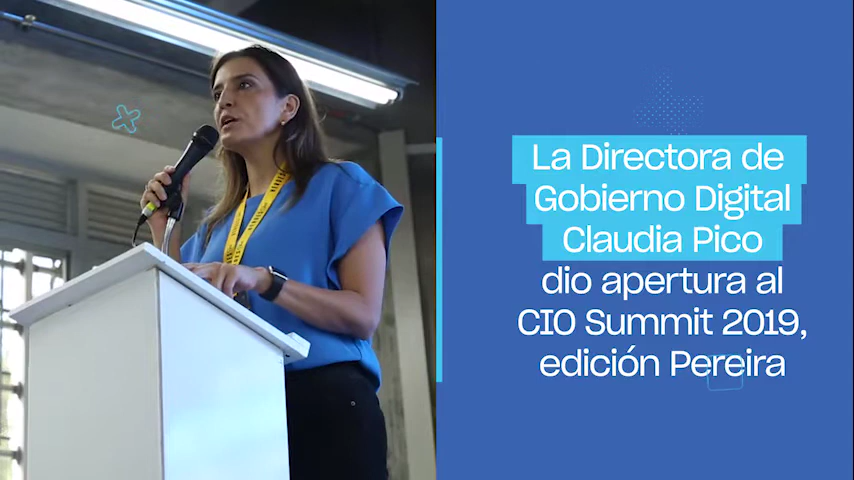 La Directora de
Gobierno Digital
Claudia Pico
dio apertura al
CIO Summit 2019,
edición Pereira